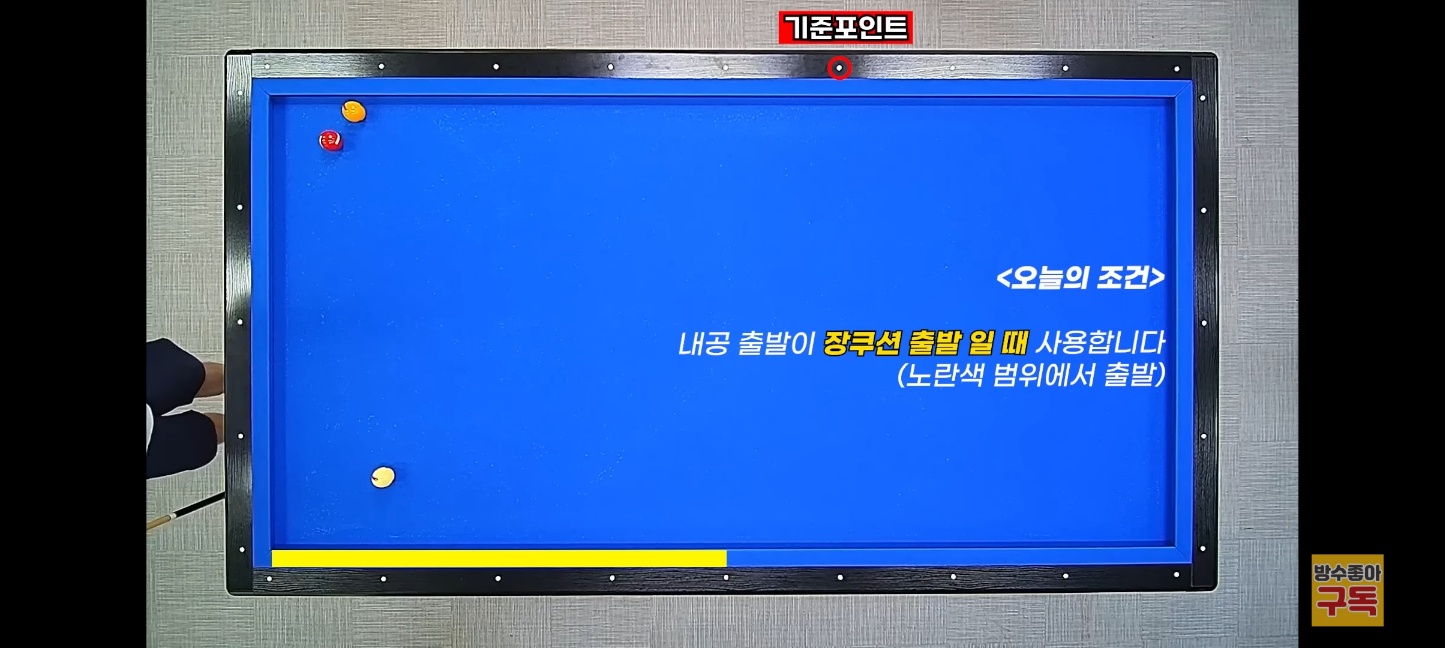 기준포인트
<오늘의 조건>
내공 출발이 장쿠션 출발 일 때 사용합니다
(노란색 범위에서 출발)
방수좋아
구독